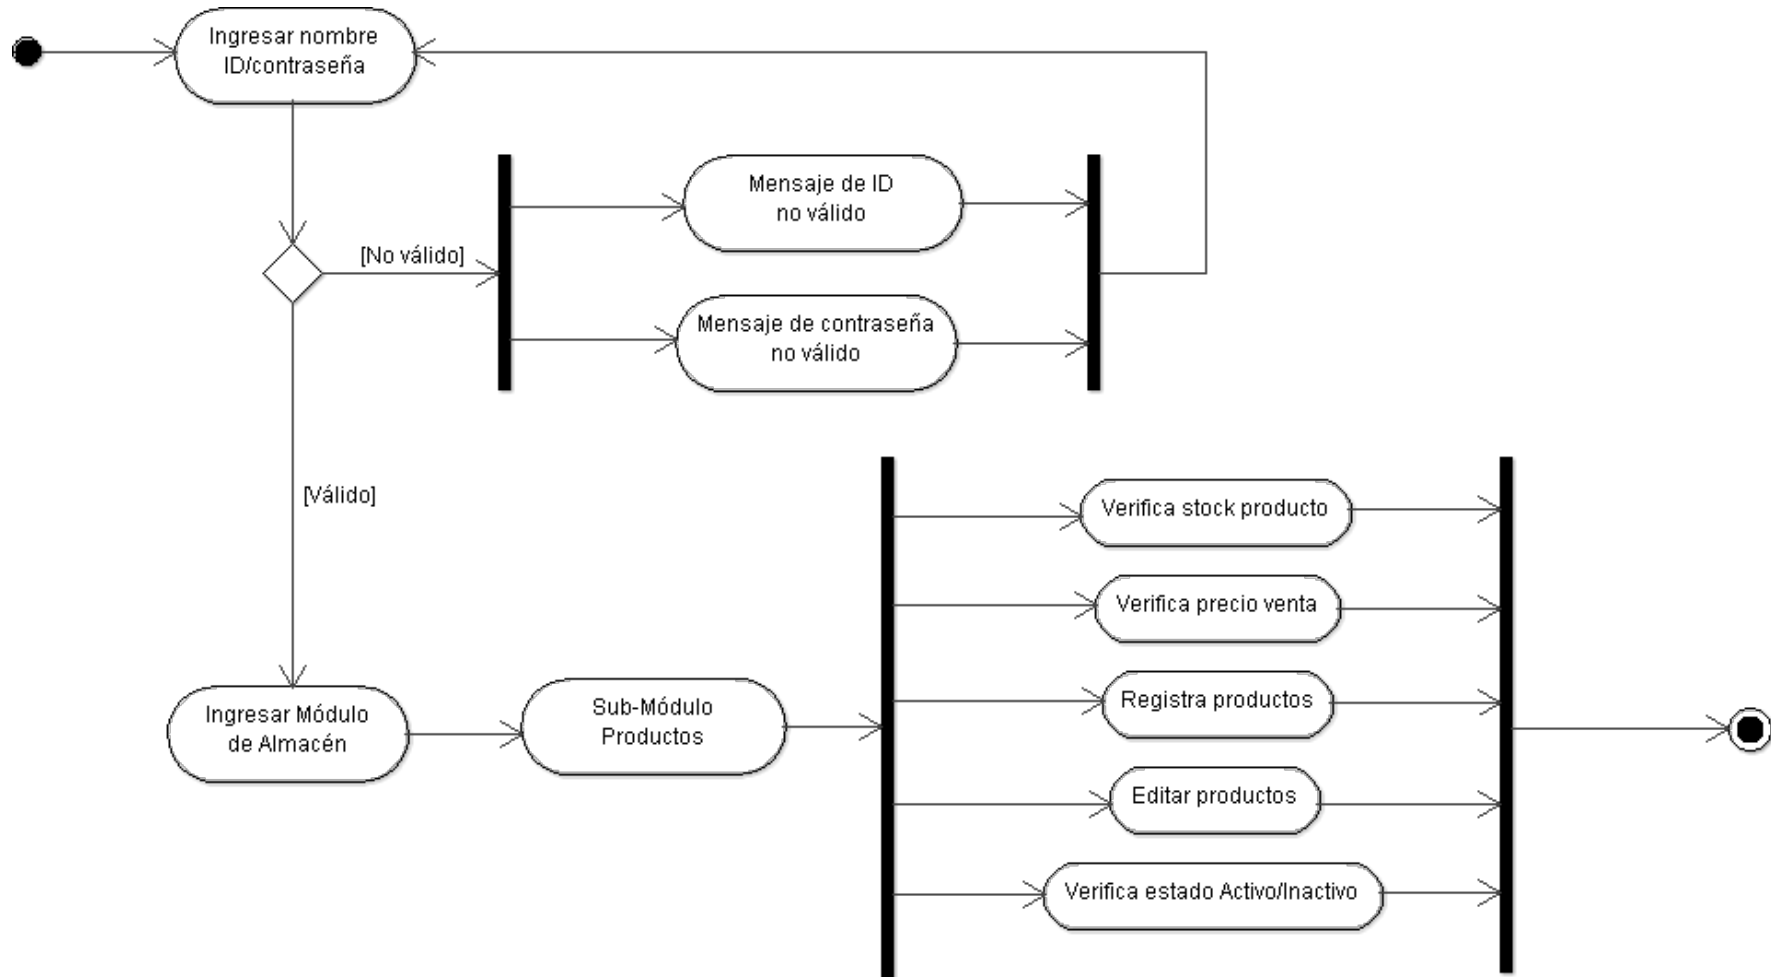 Ingresar nombre
ID/contraseña
Mensaje de ID
no válido
[No válido]
Mensaje de contraseña
no válido
[Válido]
Verifica stock producto
Verifica precio venta
Ingresar Módulo
de Almacén
Sub-Módulo
Productos
Registra productos
Editar productos
Verifica estado Activo/Inactivo